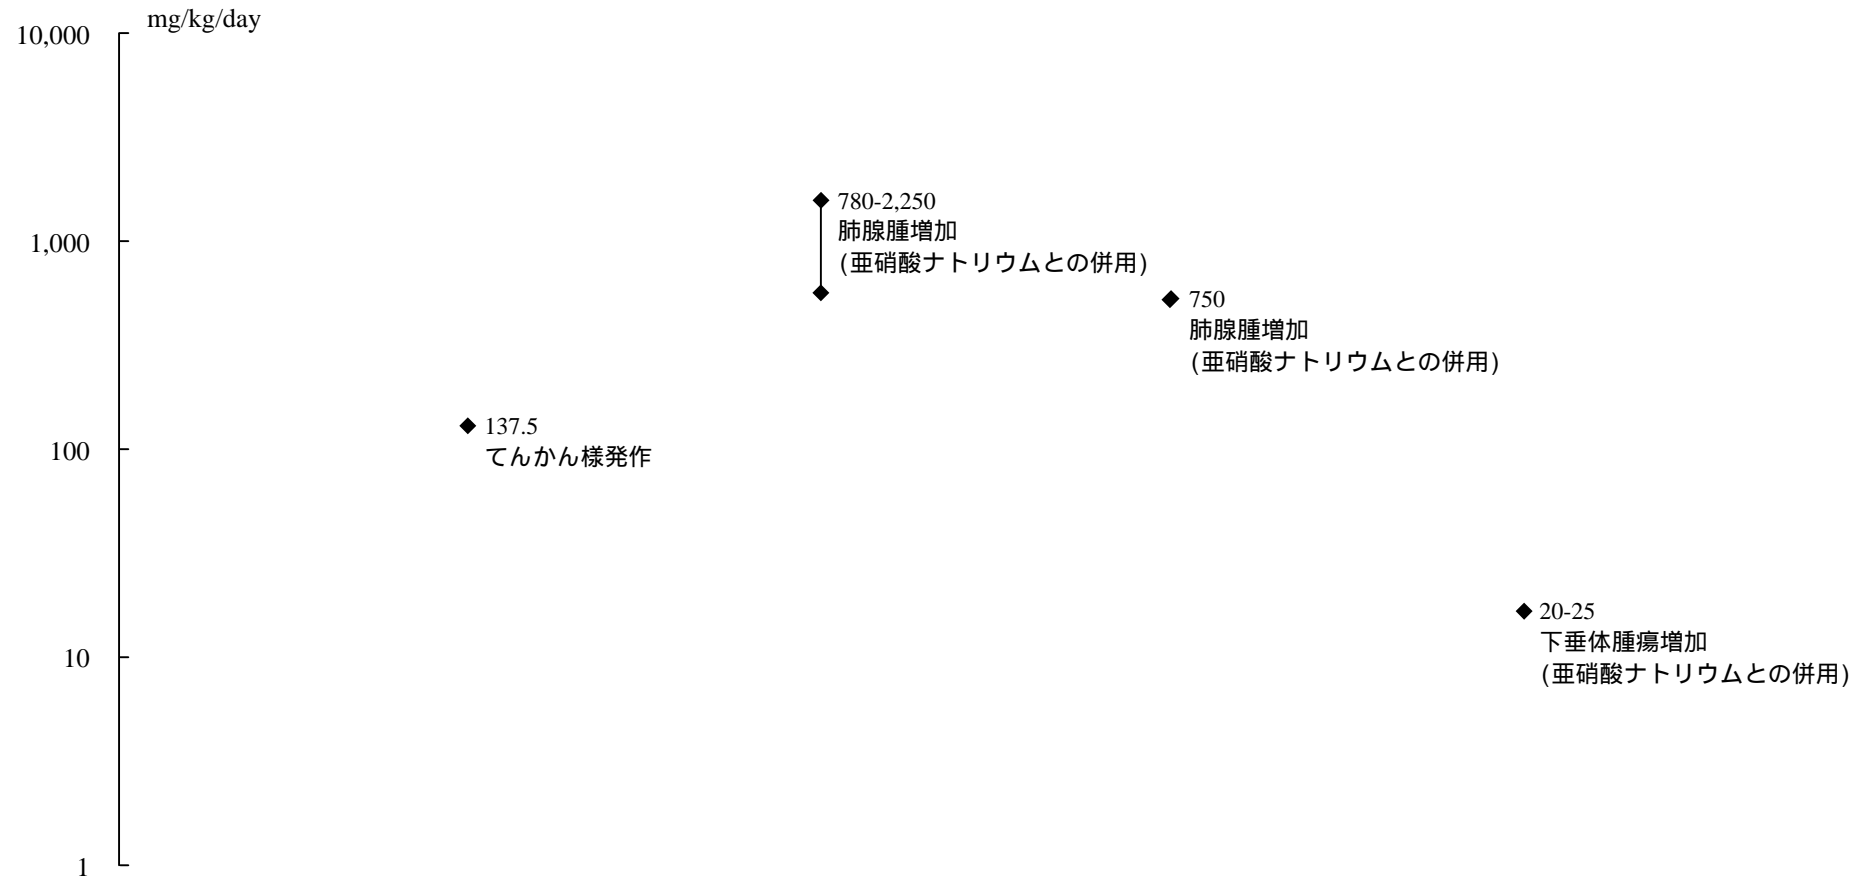 mg/kg/day
10,000
1,000
100
10
1
780-2,250
肺腺腫増加
(亜硝酸ナトリウムとの併用)
750
肺腺腫増加
(亜硝酸ナトリウムとの併用)
137.5
てんかん様発作
20-25
下垂体腫瘍増加
(亜硝酸ナトリウムとの併用)